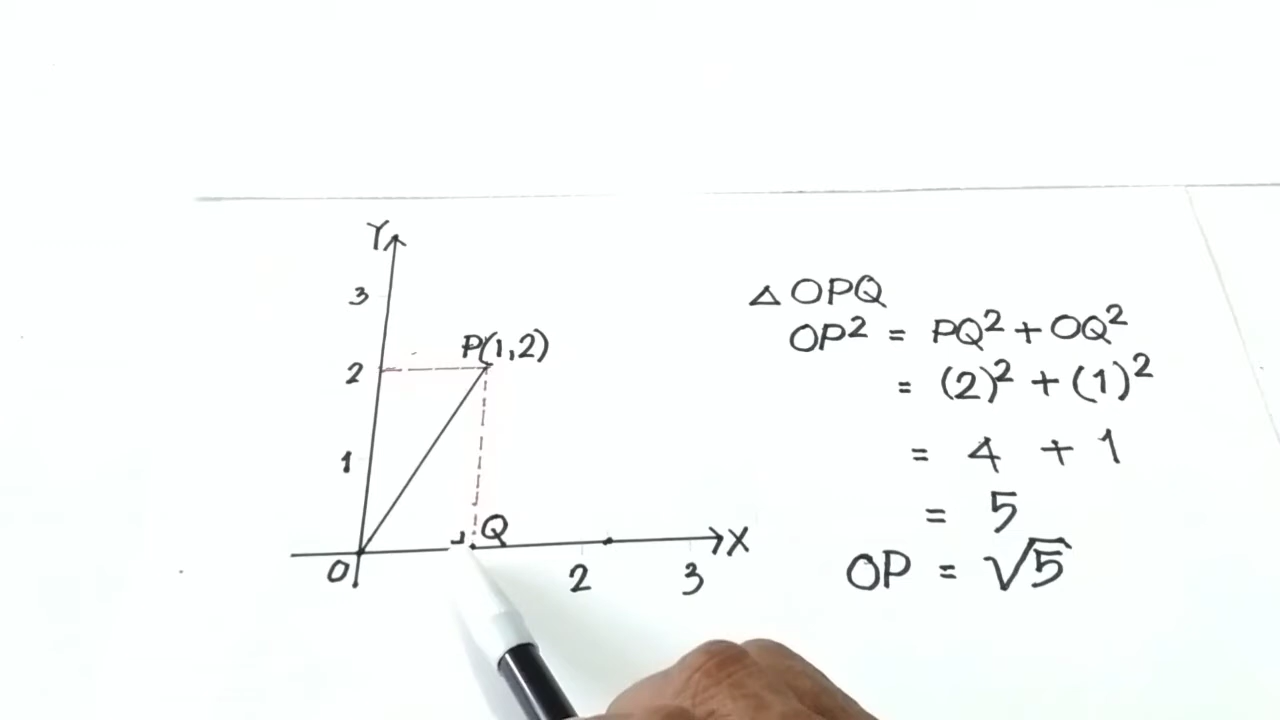 Y
3
2
P(1,2)
1
Q
O
2
3
X
△ OPQ
OP² = PQ² + OQ²
= (2)² + (1)²
= 4 + 1
= 5
OP = √5